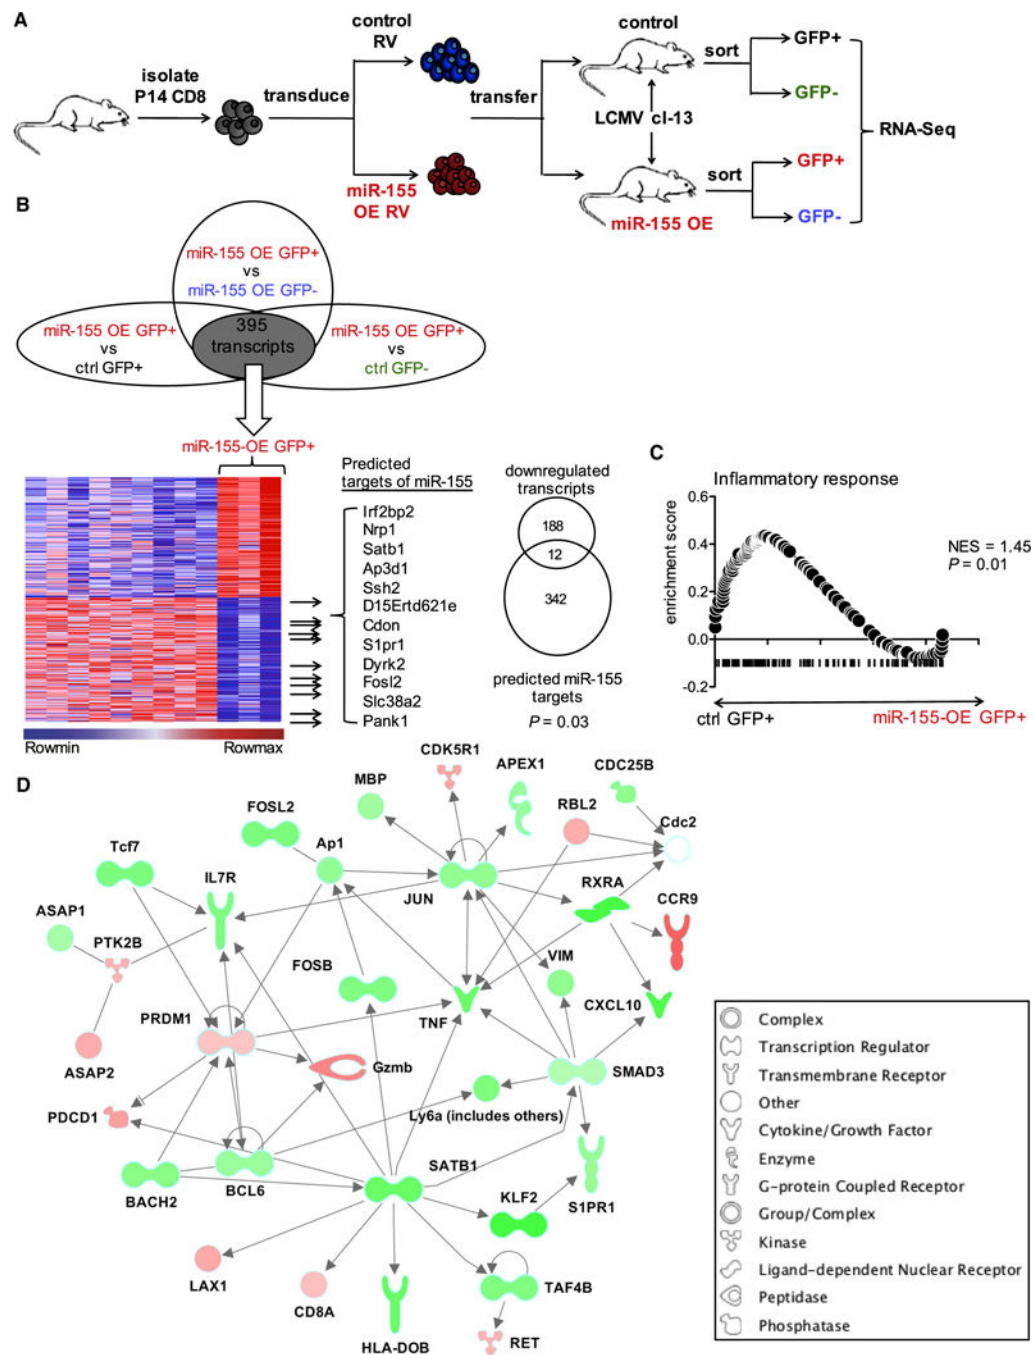 A
isolate
P14 CD8
transduce
control
RV
miR-155
OE RV
transfer
control
LCMV cl-13
miR-155 OE
sort
GFP+
GFP-
sort
GFP+
GFP-
RNA-Seq
B
miR-155 OE GFP+
vs
miR-155 OE GFP-
miR-155 OE GFP+
vs
ctrl GFP+
395
transcripts
miR-155 OE GFP+
vs
ctrl GFP-
miR-155-OE GFP+
Rowmin
Rowmax
Predicted
targets of miR-155
Irf2bp2
Nrp1
Satb1
Ap3d1
Ssh2
D15Ertd621e
Cdon
S1pr1
Dyrk2
Fosl2
Slc38a2
Pank1
downregulated
transcripts
188
12
342
predicted miR-155
targets
P = 0.03
C
Inflammatory response
enrichment score
0.6
0.4
0.2
0.0
-0.2
NES = 1.45
P = 0.01
ctrl GFP+
miR-155-OE GFP+
D
CDK5R1
APEX1
CDC25B
MBP
RBL2
FOSL2
Cdc2
Ap1
Tcf7
IL7R
JUN
RXRA
CCR9
ASAP1
PTK2B
VIM
FOSB
CXCL10
PRDM1
TNF
ASAP2
Gzmb
SMAD3
PDCD1
Ly6a (includes others)
BACH2
BCL6
SATB1
KLF2
S1PR1
LAX1
CD8A
HLA-DOB
TAF4B
RET
Complex
Transcription Regulator
Transmembrane Receptor
Other
Cytokine/Growth Factor
Enzyme
G-protein Coupled Receptor
Group/Complex
Kinase
Ligand-dependent Nuclear Receptor
Peptidase
Phosphatase